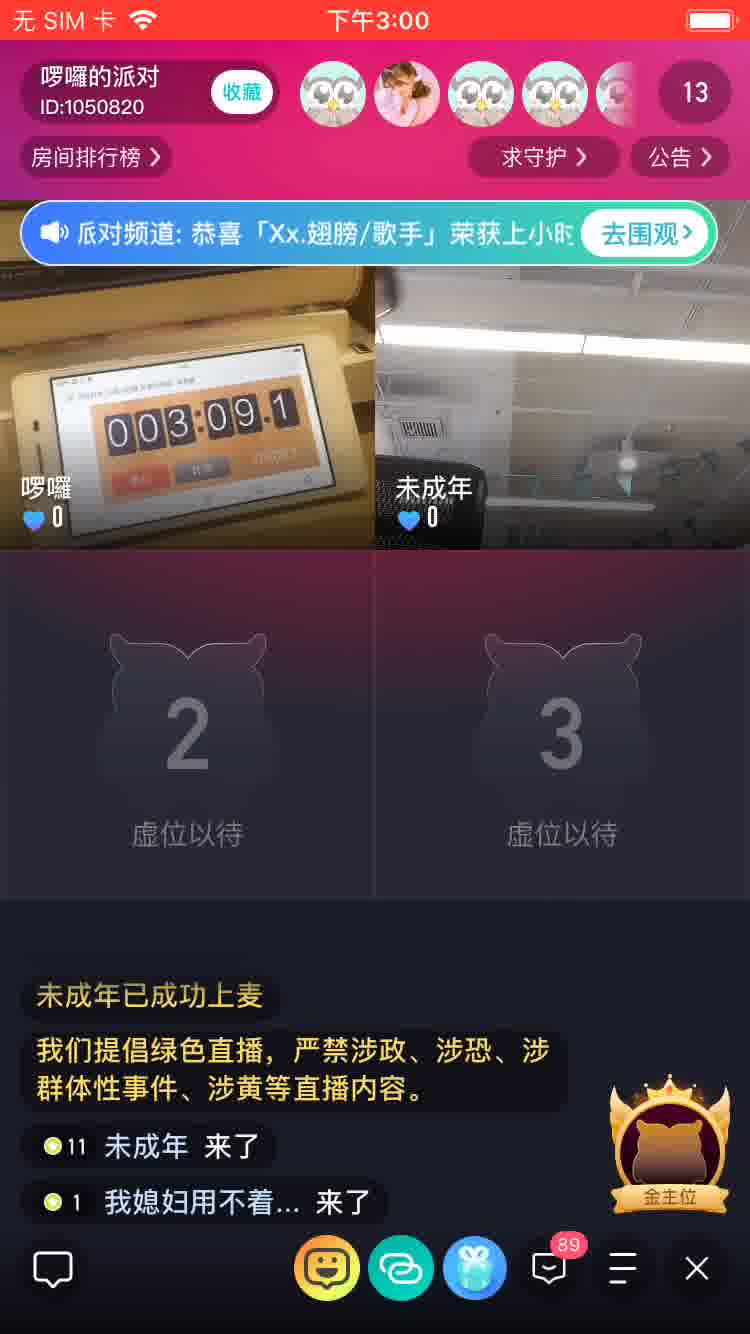 无 SIM 卡
下午3:00
啰囉的派对
ID:1050820
收藏
13
房间排行榜
求守护
公告
派对频道: 恭喜「Xx.翅膀/歌手」荣获上小时
去围观
003:09.1
啰囉
0
未成年
0
2
虚位以待
3
虚位以待
未成年已成功上麦
我们提倡绿色直播，严禁涉政、涉恐、涉
群体性事件、涉黄等直播内容。
11 未成年 来了
1 我媳妇用不着... 来了
金主位
89